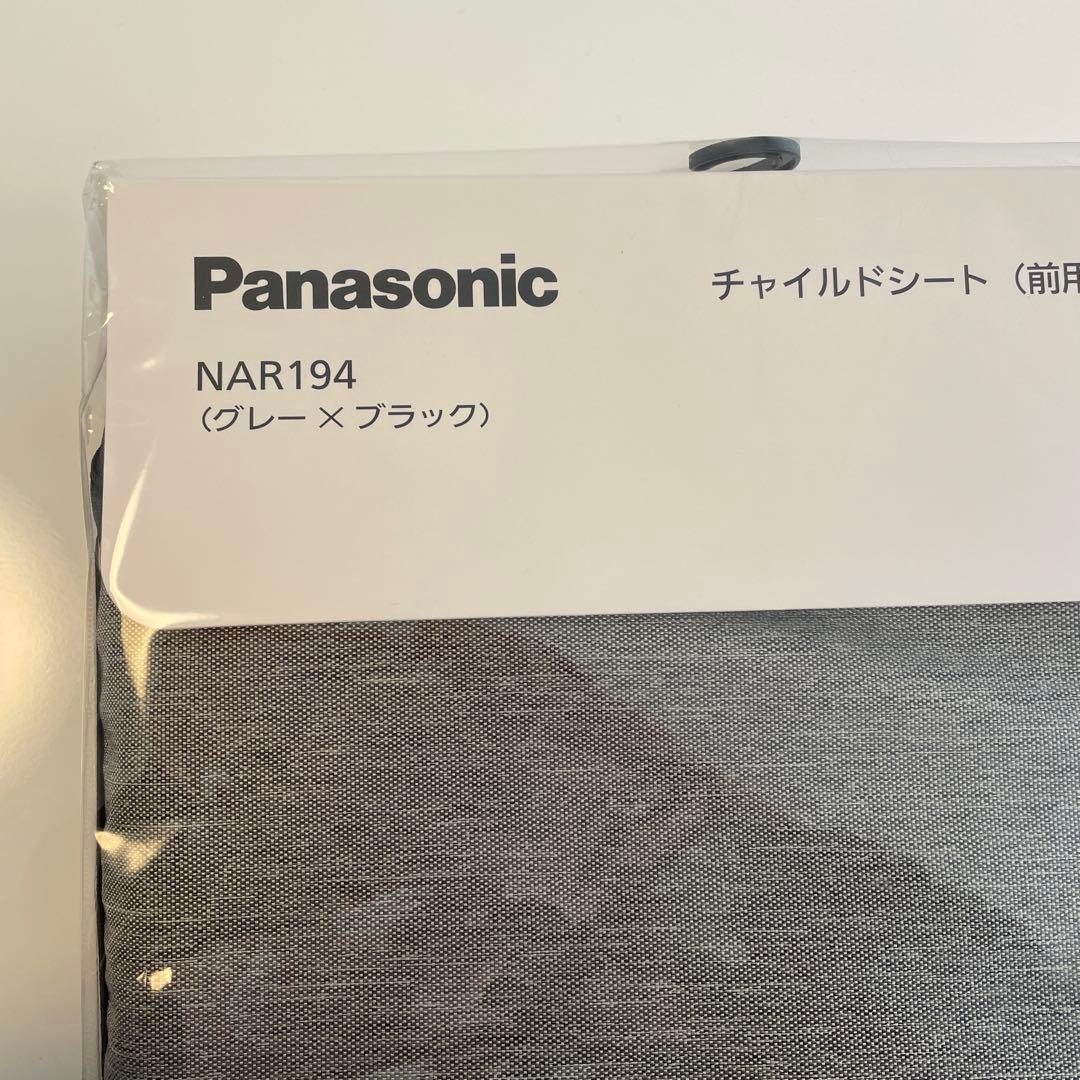 Panasonic
チャイルドシート（前用
NAR194
（グレー×ブラック）